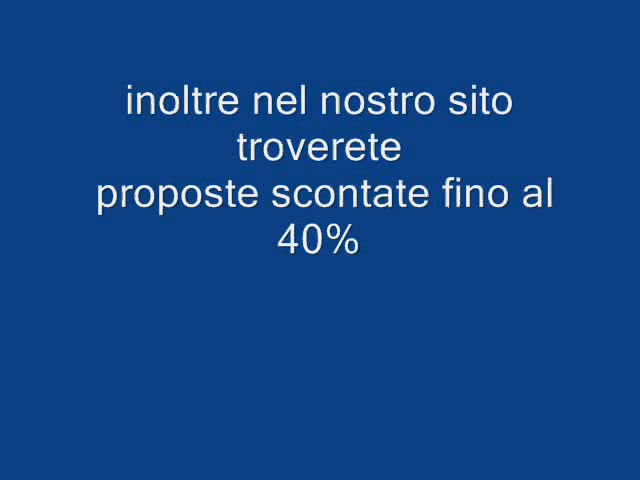 inoltre nel nostro sito
troverete
proposte scontate fino al
40%